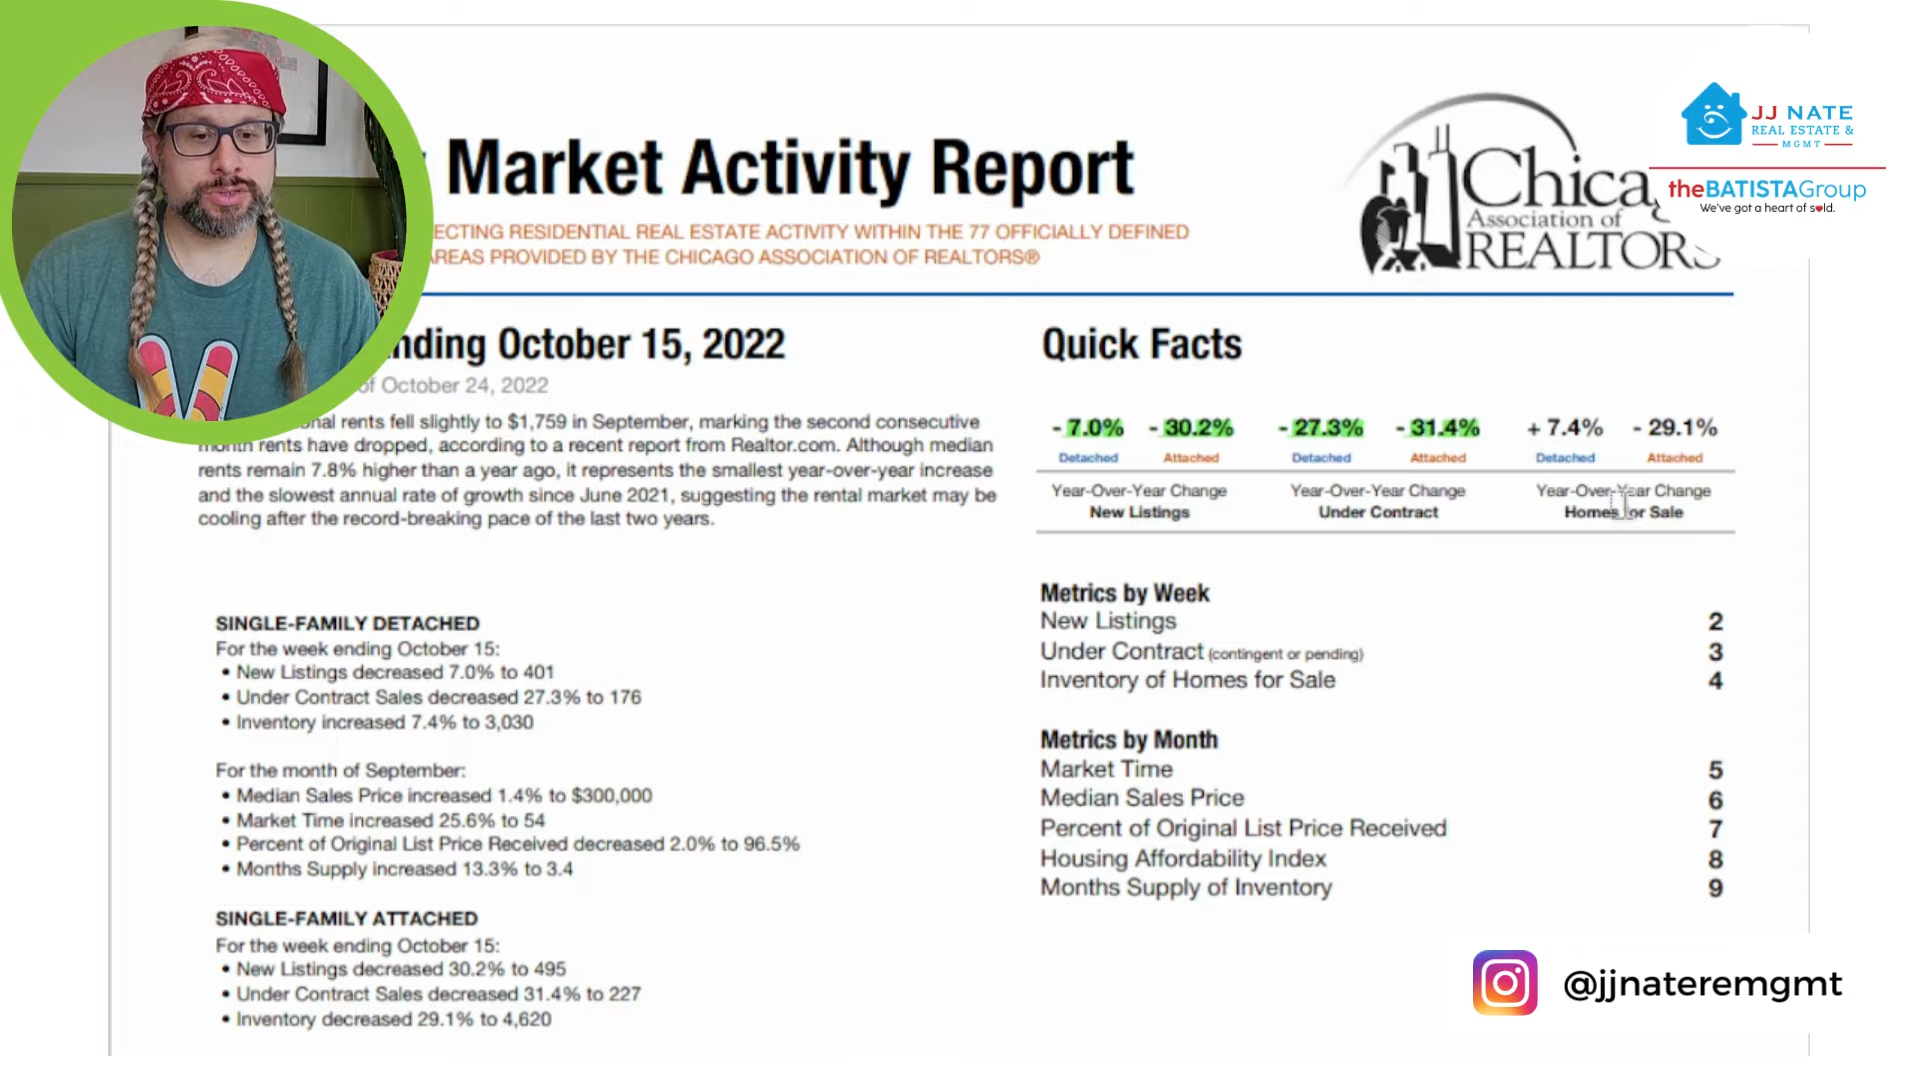 Market Activity Report
ECTING RESIDENTIAL REAL ESTATE ACTIVITY WITHIN THE 77 OFFICIALLY DEFINED
AREAS PROVIDED BY THE CHICAGO ASSOCIATION OF REALTORS®
Chica
Association of
REALTORS
JJ NATE
REAL ESTATE &
MGMT
theBATISTAGroup
We've got a heart of sold.
nding October 15, 2022
of October 24, 2022
nal rents fell slightly to $1,759 in September, marking the second consecutive
month rents have dropped, according to a recent report from Realtor.com. Although median
rents remain 7.8% higher than a year ago, it represents the smallest year-over-year increase
and the slowest annual rate of growth since June 2021, suggesting the rental market may be
cooling after the record-breaking pace of the last two years.
SINGLE-FAMILY DETACHED
For the week ending October 15:
• New Listings decreased 7.0% to 401
• Under Contract Sales decreased 27.3% to 176
• Inventory increased 7.4% to 3,030
For the month of September:
• Median Sales Price increased 1.4% to $300,000
• Market Time increased 25.6% to 54
• Percent of Original List Price Received decreased 2.0% to 96.5%
• Months Supply increased 13.3% to 3.4
SINGLE-FAMILY ATTACHED
For the week ending October 15:
• New Listings decreased 30.2% to 495
• Under Contract Sales decreased 31.4% to 227
• Inventory decreased 29.1% to 4,620
Quick Facts
- 7.0% - 30.2% - 27.3% - 31.4% + 7.4% - 29.1%
Detached Attached Detached Attached Detached Attached
Year-Over-Year Change Year-Over-Year Change Year-Over-Year Change
New Listings Under Contract Homes for Sale
Metrics by Week
New Listings 2
Under Contract (contingent or pending) 3
Inventory of Homes for Sale 4
Metrics by Month
Market Time 5
Median Sales Price 6
Percent of Original List Price Received 7
Housing Affordability Index 8
Months Supply of Inventory 9
@jjnateremgmt